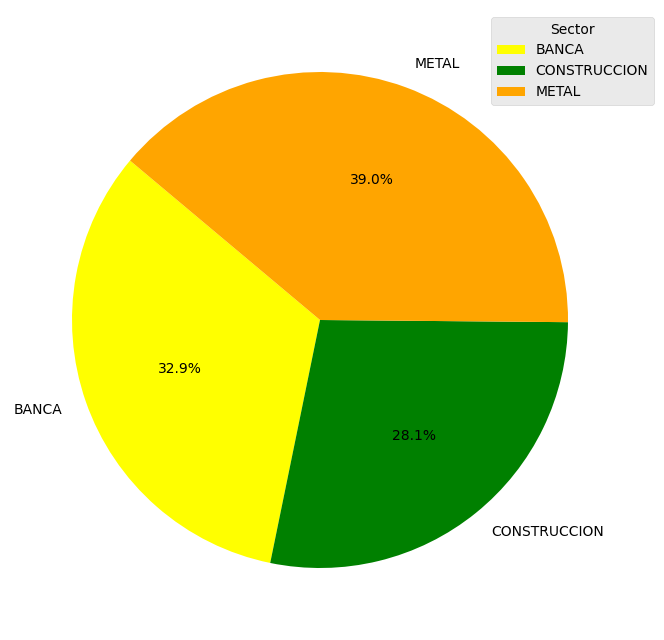 Sector
BANCA
CONSTRUCCION
METAL
METAL
39.0%
32.9%
BANCA
28.1%
CONSTRUCCION